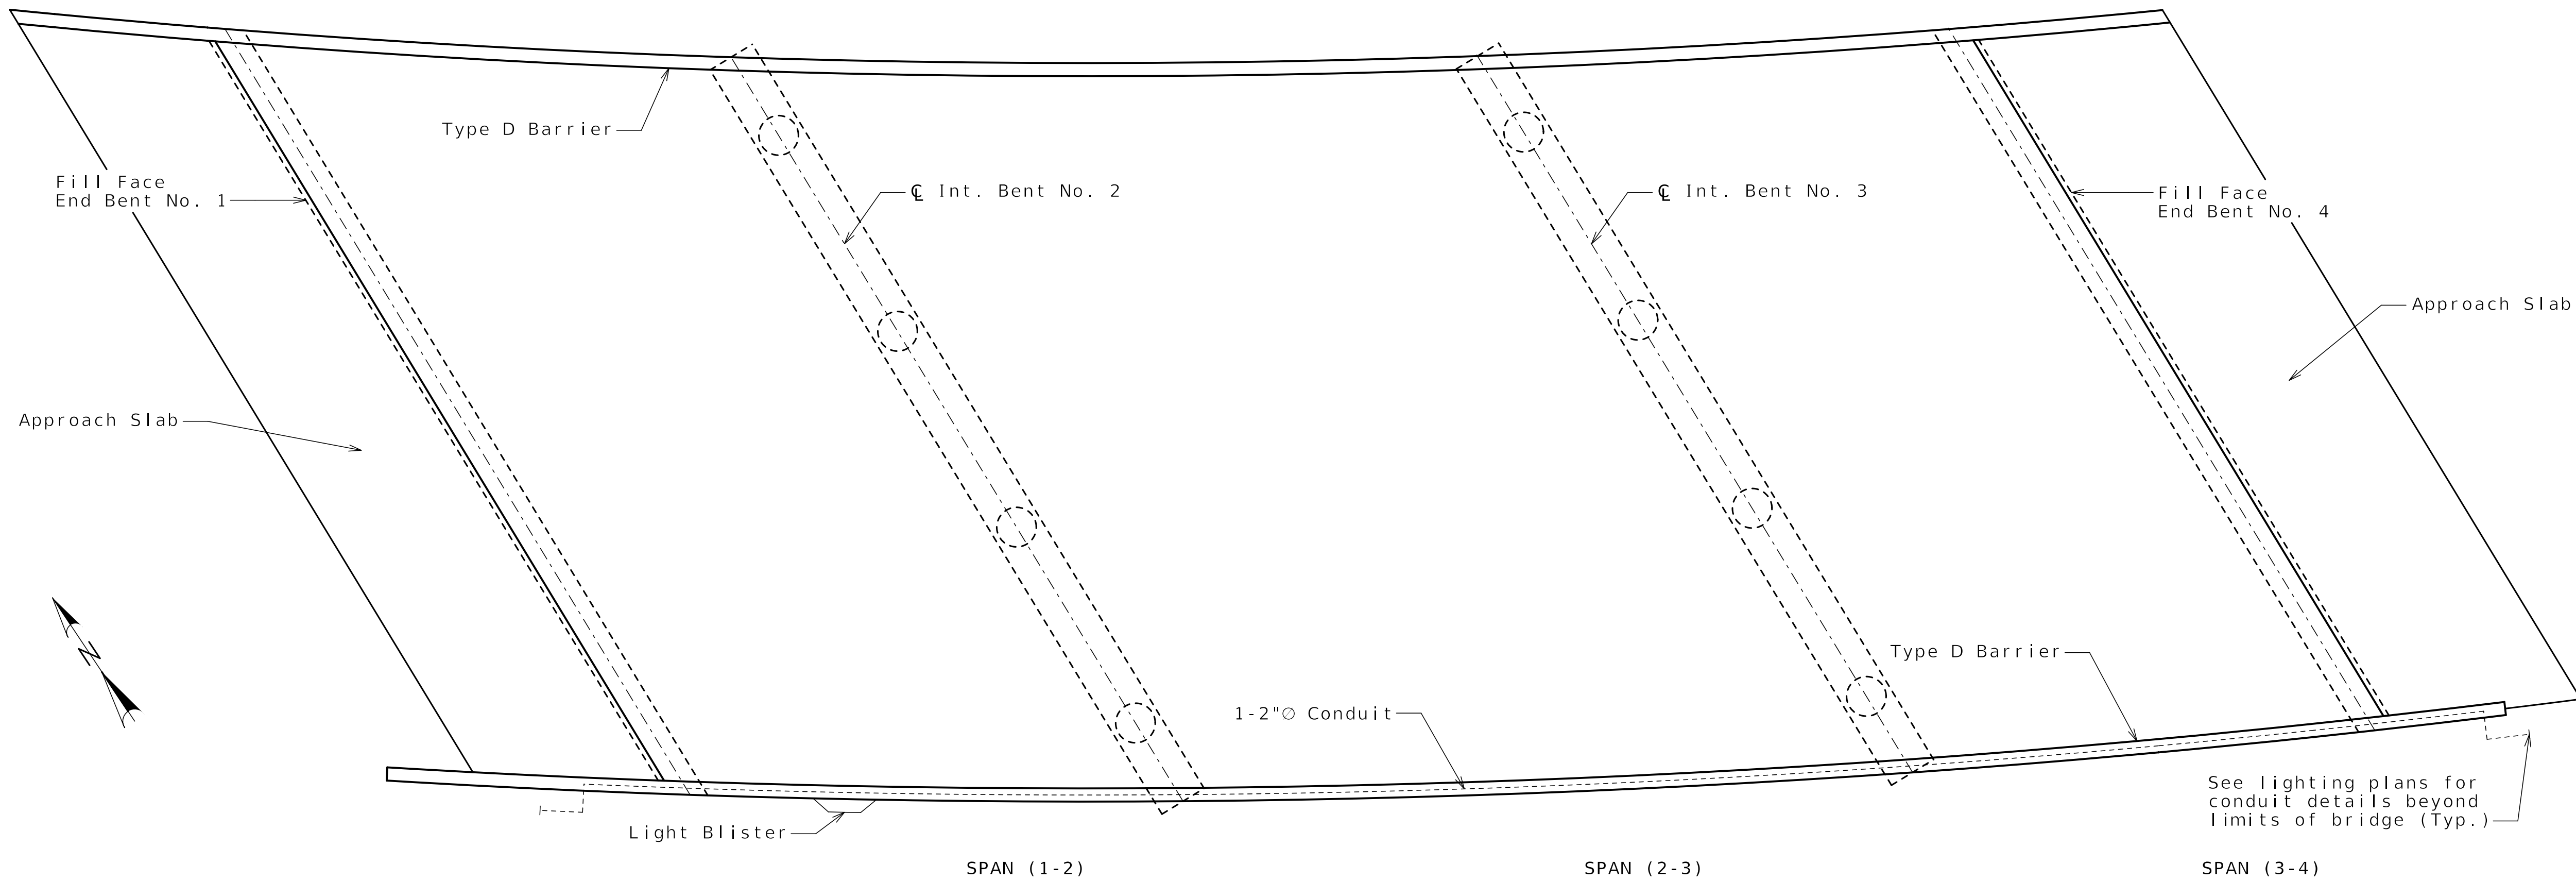 Type D Barrier
Fill Face
End Bent No. 1
℄ Int. Bent No. 2
℄ Int. Bent No. 3
Fill Face
End Bent No. 4
Approach Slab
Approach Slab
N
Type D Barrier
1-2"∅ Conduit
See lighting plans for
conduit details beyond
limits of bridge (Typ.)
Light Blister
SPAN (1-2)
SPAN (2-3)
SPAN (3-4)